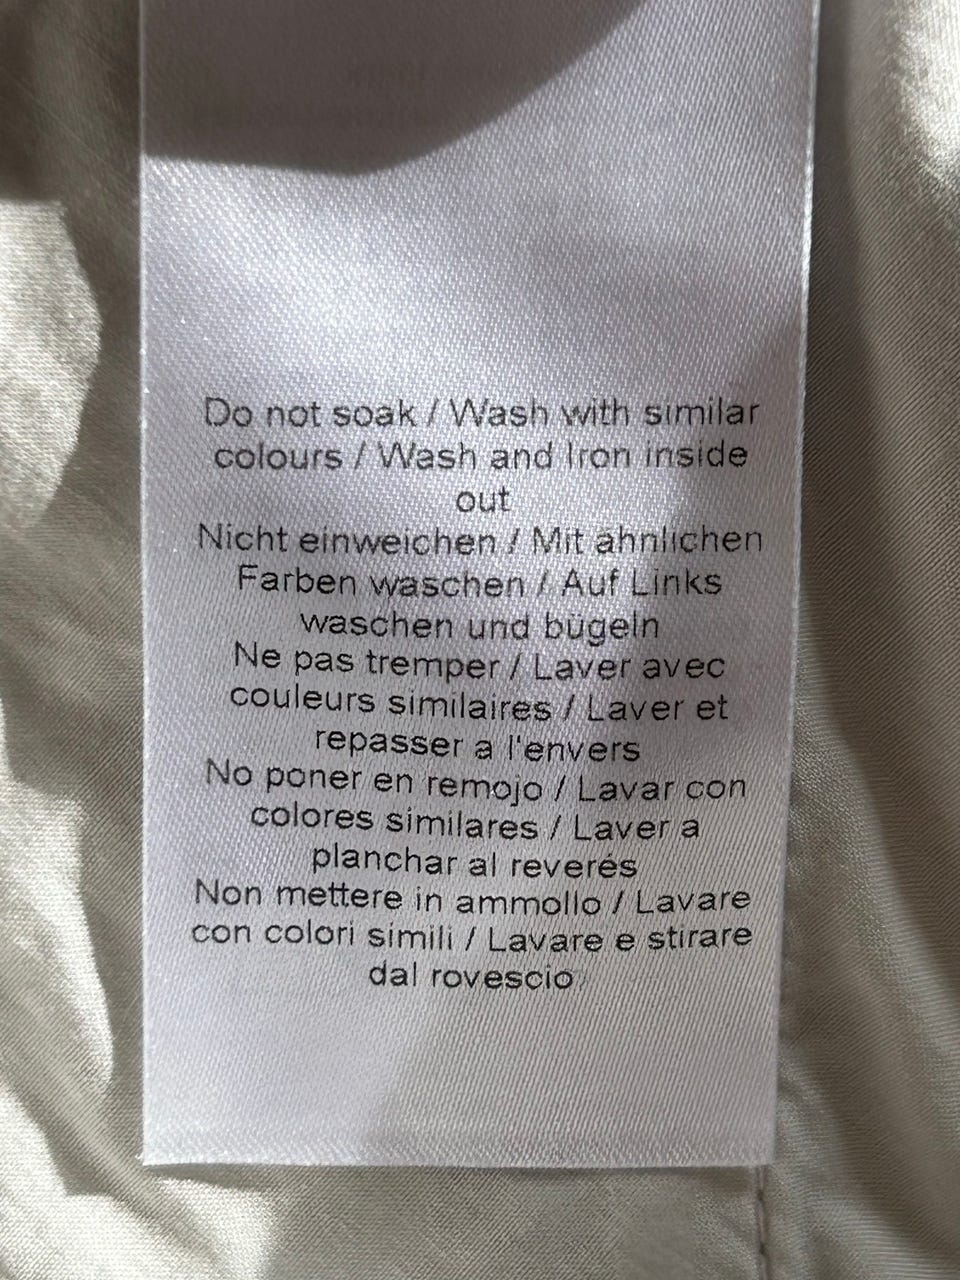 Do not soak / Wash with similar
colours / Wash and Iron inside
out
Nicht einweichen / Mit ähnlichen
Farben waschen / Auf Links
waschen und bügeln
Ne pas tremper / Laver avec
couleurs similaires / Laver et
repasser a l'envers
No poner en remojo / Lavar con
colores similares / Laver a
planchar al reverés
Non mettere in ammollo / Lavare
con colori simili / Lavare e stirare
dal rovescio